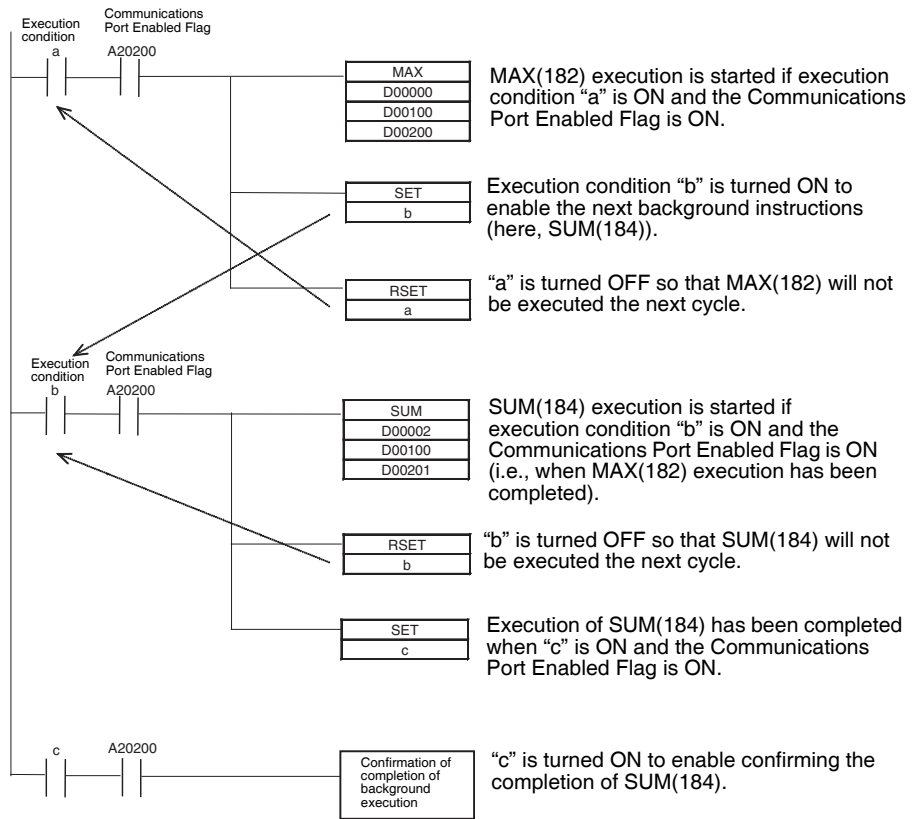 Execution
condition
a
Communications
Port Enabled Flag
A20200
MAX
D00000
D00100
D00200
MAX(182) execution is started if execution
condition “a” is ON and the Communications
Port Enabled Flag is ON.
SET
b
Execution condition “b” is turned ON to
enable the next background instructions
(here, SUM(184)).
RSET
a
“a” is turned OFF so that MAX(182) will not
be executed the next cycle.
Execution
condition
b
Communications
Port Enabled Flag
A20200
SUM
D00002
D00100
D00201
SUM(184) execution is started if
execution condition “b” is ON and the
Communications Port Enabled Flag is ON
(i.e., when MAX(182) execution has been
completed).
RSET
b
“b” is turned OFF so that SUM(184) will not
be executed the next cycle.
SET
c
Execution of SUM(184) has been completed
when “c” is ON and the Communications
Port Enabled Flag is ON.
c
A20200
Confirmation of
completion of
background
execution
“c” is turned ON to enable confirming the
completion of SUM(184).